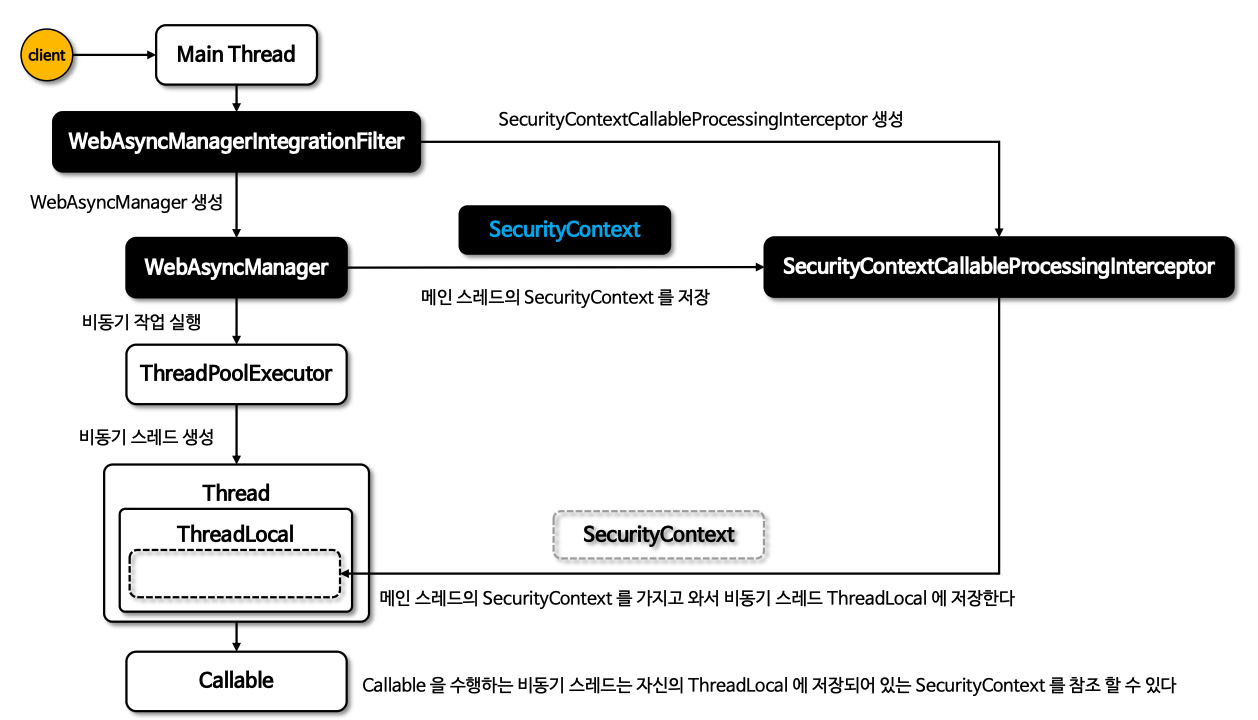 client
Main Thread
WebAsyncManagerIntegrationFilter
SecurityContextCallableProcessingInterceptor 생성
WebAsyncManager 생성
SecurityContext
WebAsyncManager
SecurityContextCallableProcessingInterceptor
메인 스레드의 SecurityContext 를 저장
비동기 작업 실행
ThreadPoolExecutor
비동기 스레드 생성
Thread
ThreadLocal
SecurityContext
메인 스레드의 SecurityContext 를 가지고 와서 비동기 스레드 ThreadLocal 에 저장한다
Callable
Callable 을 수행하는 비동기 스레드는 자신의 ThreadLocal 에 저장되어 있는 SecurityContext 를 참조 할 수 있다